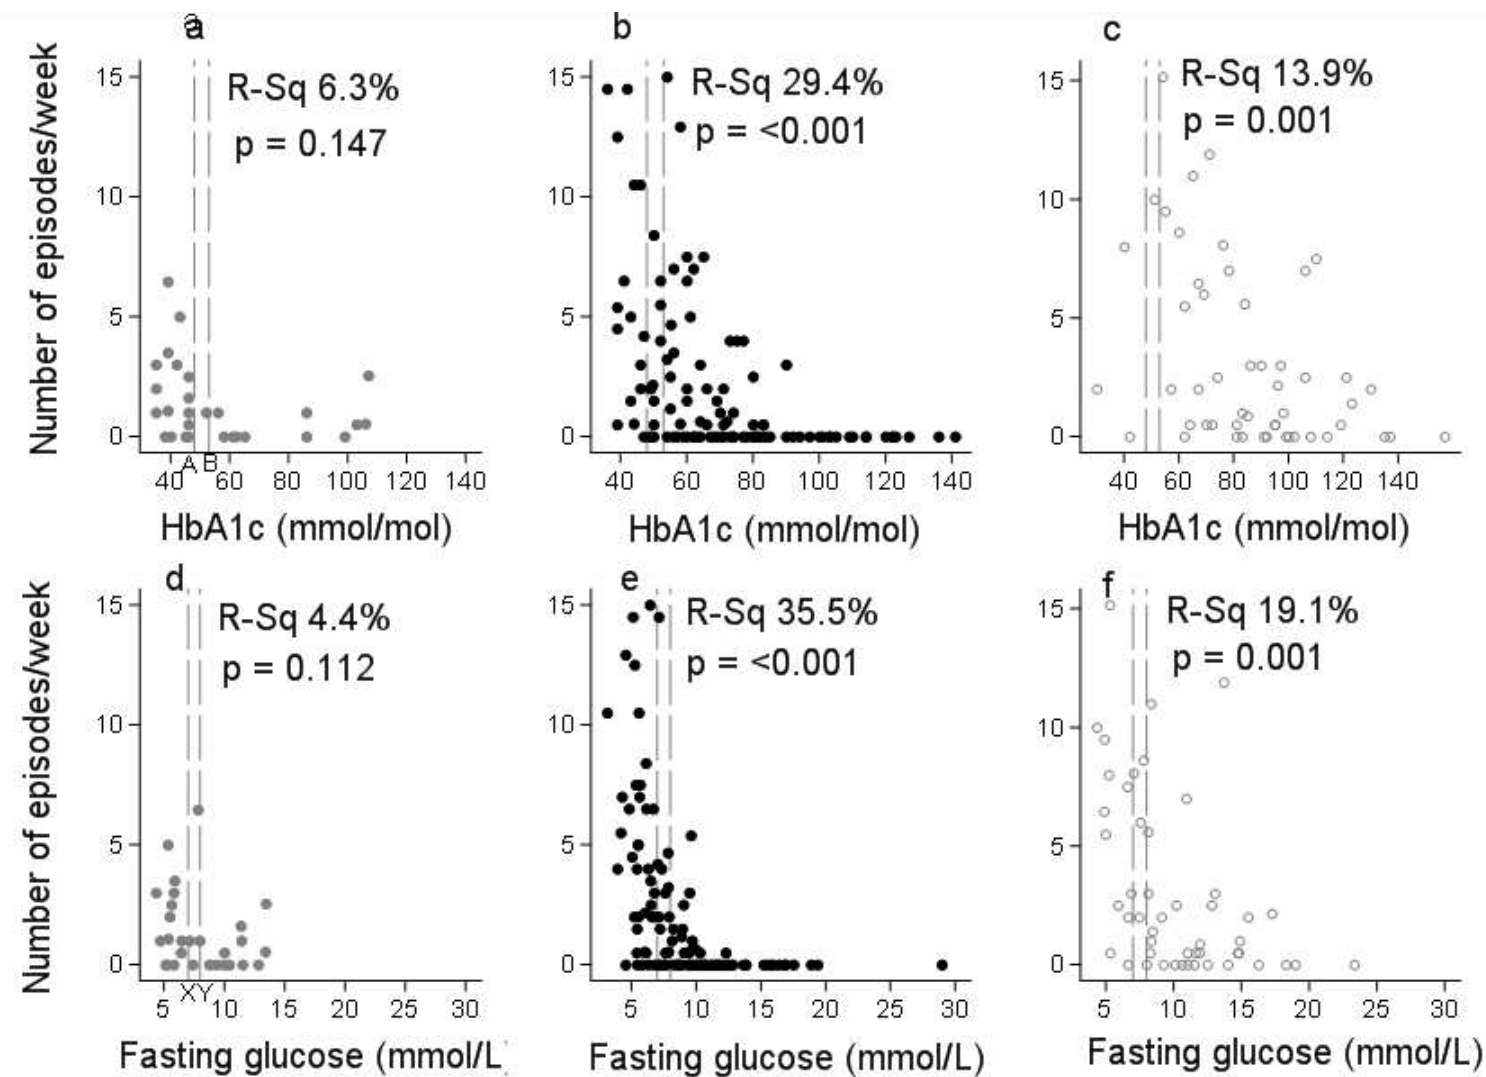 a
b
c
Number of episodes/week
15
10
5
0
R-Sq 6.3%
p = 0.147
A B
40 60 80 100 120 140
HbA1c (mmol/mol)
15
10
5
0
R-Sq 29.4%
p = <0.001
40 60 80 100 120 140
HbA1c (mmol/mol)
15
10
5
0
R-Sq 13.9%
p = 0.001
40 60 80 100 120 140
HbA1c (mmol/mol)
d
e
f
Number of episodes/week
15
10
5
0
R-Sq 4.4%
p = 0.112
X Y
5 10 15 20 25 30
Fasting glucose (mmol/L)
15
10
5
0
R-Sq 35.5%
p = <0.001
5 10 15 20 25 30
Fasting glucose (mmol/L)
15
10
5
0
R-Sq 19.1%
p = 0.001
5 10 15 20 25 30
Fasting glucose (mmol/L)